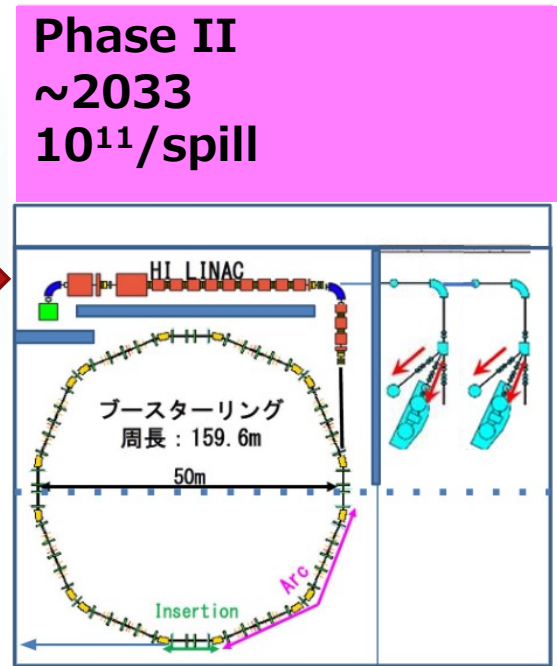 Phase II
~2033
10¹¹/spill
HI LINAC
ブースターリング
周長：159.6m
50m
Arc
Insertion